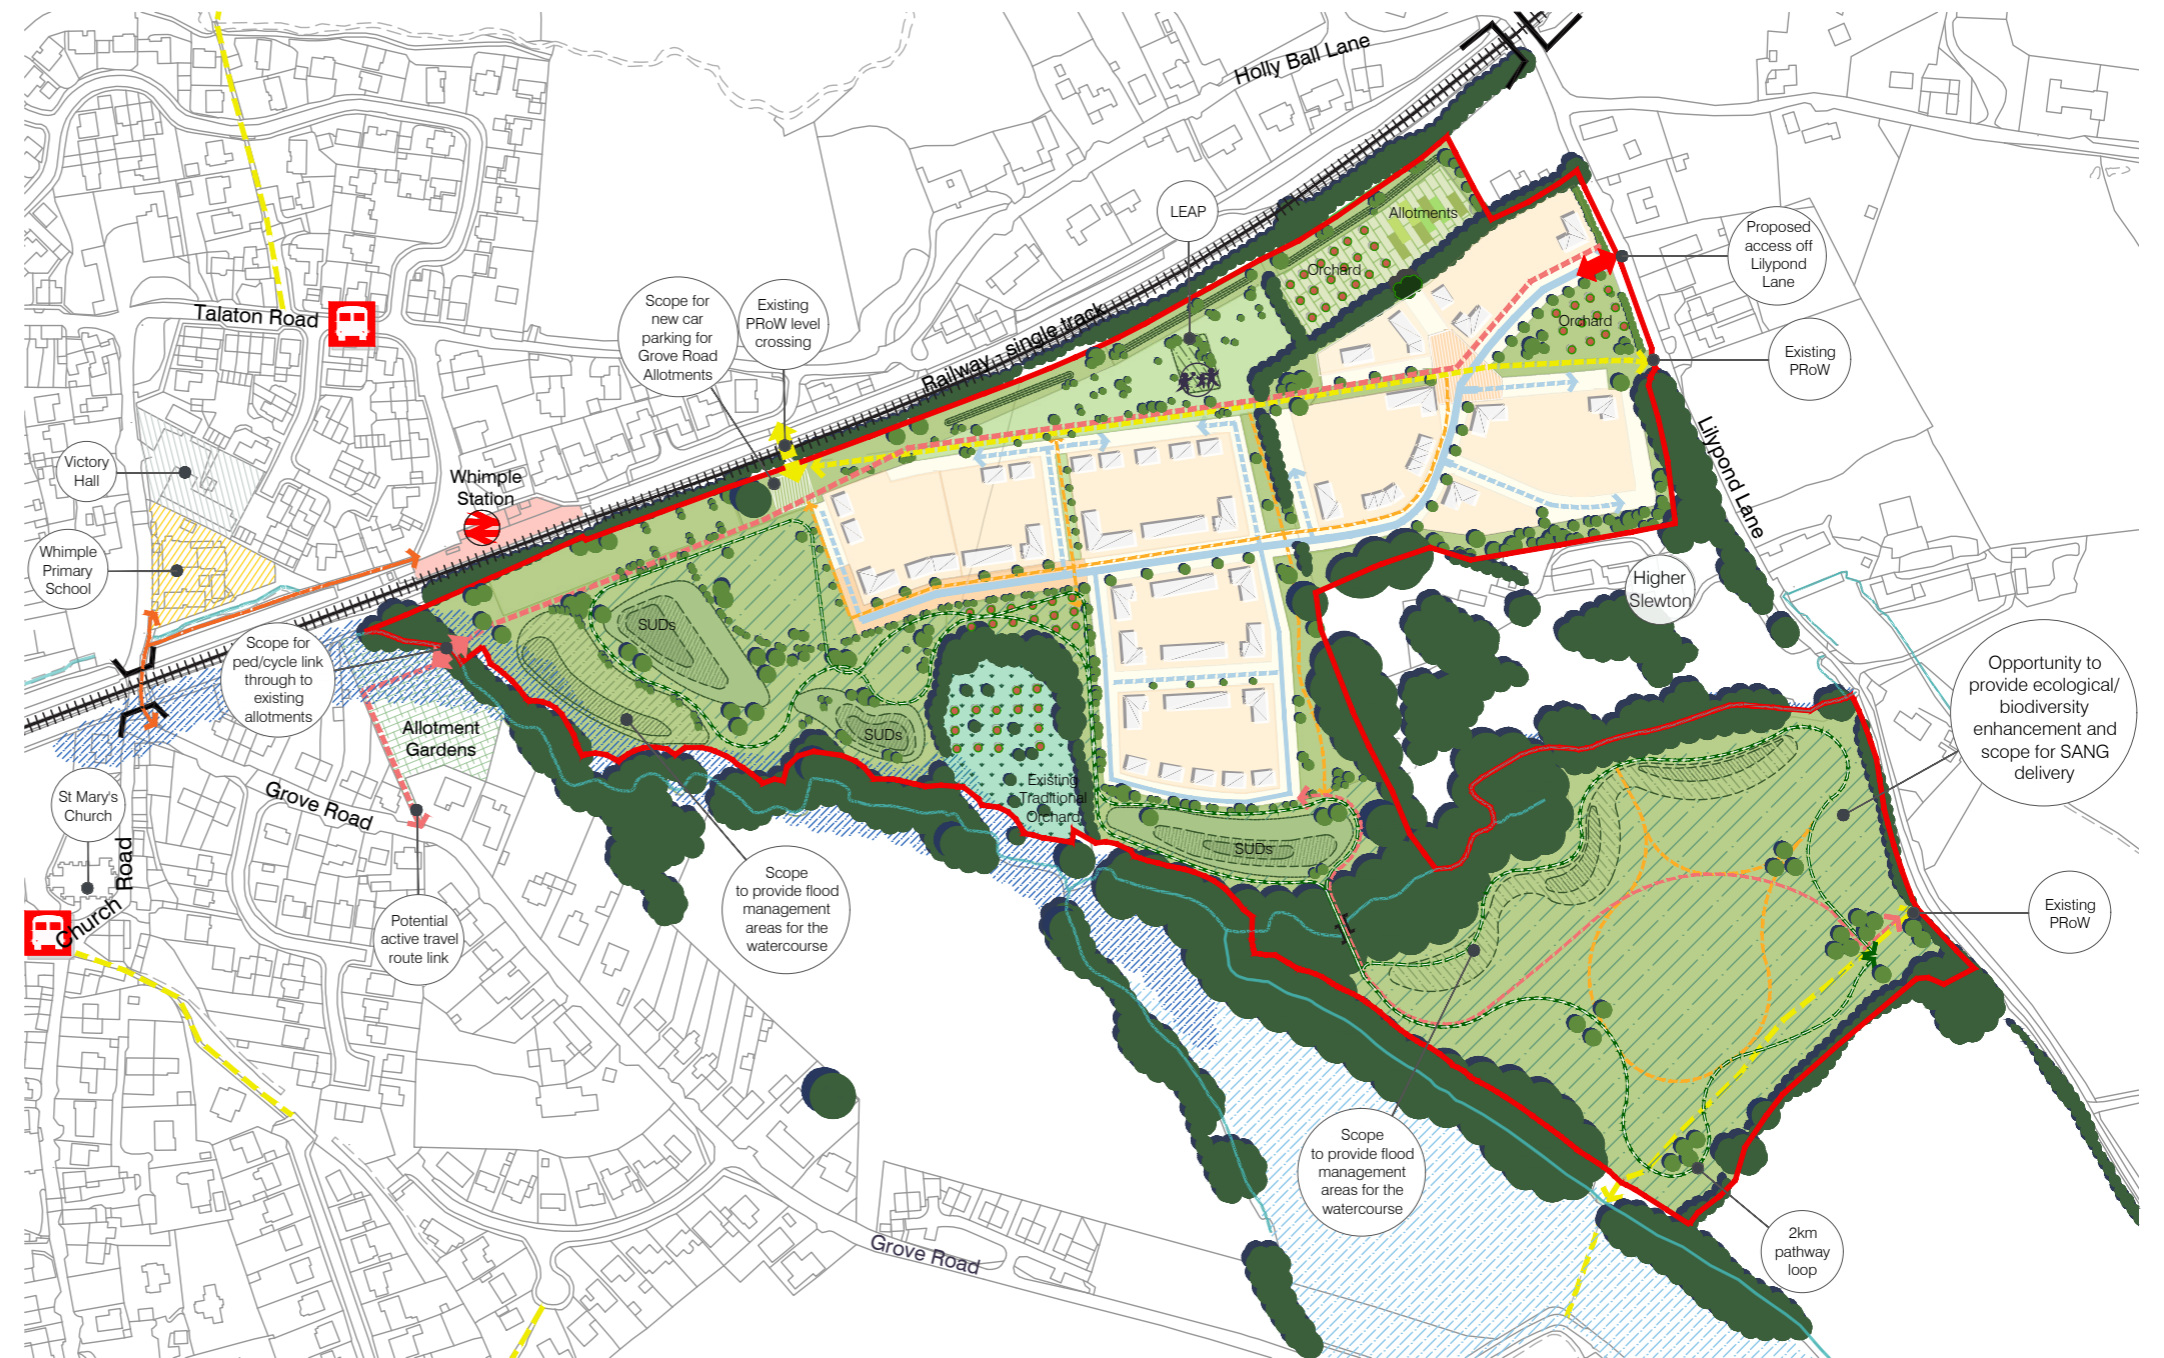 Holly Ball Lane
LEAP
Allotments
Orchard
Proposed
access off
Lilypond
Lane
Orchard
Existing
PRoW
Scope for
new car
parking for
Grove Road
Allotments
Existing
PRoW level
crossing
Railway - single track
Talaton Road
Victory
Hall
Whimple
Station
Whimple
Primary
School
Lilypond Lane
Higher
Slewton
SUDs
Scope for
ped/cycle link
through to
existing
allotments
Allotment
Gardens
SUDs
Existing
Traditional
Orchard
SUDs
Opportunity to
provide ecological/
biodiversity
enhancement and
scope for SANG
delivery
St Mary's
Church
Grove Road
Church
Road
Potential
active travel
route link
Scope
to provide flood
management
areas for the
watercourse
Existing
PRoW
Scope
to provide flood
management
areas for the
watercourse
2km
pathway
loop
Grove Road